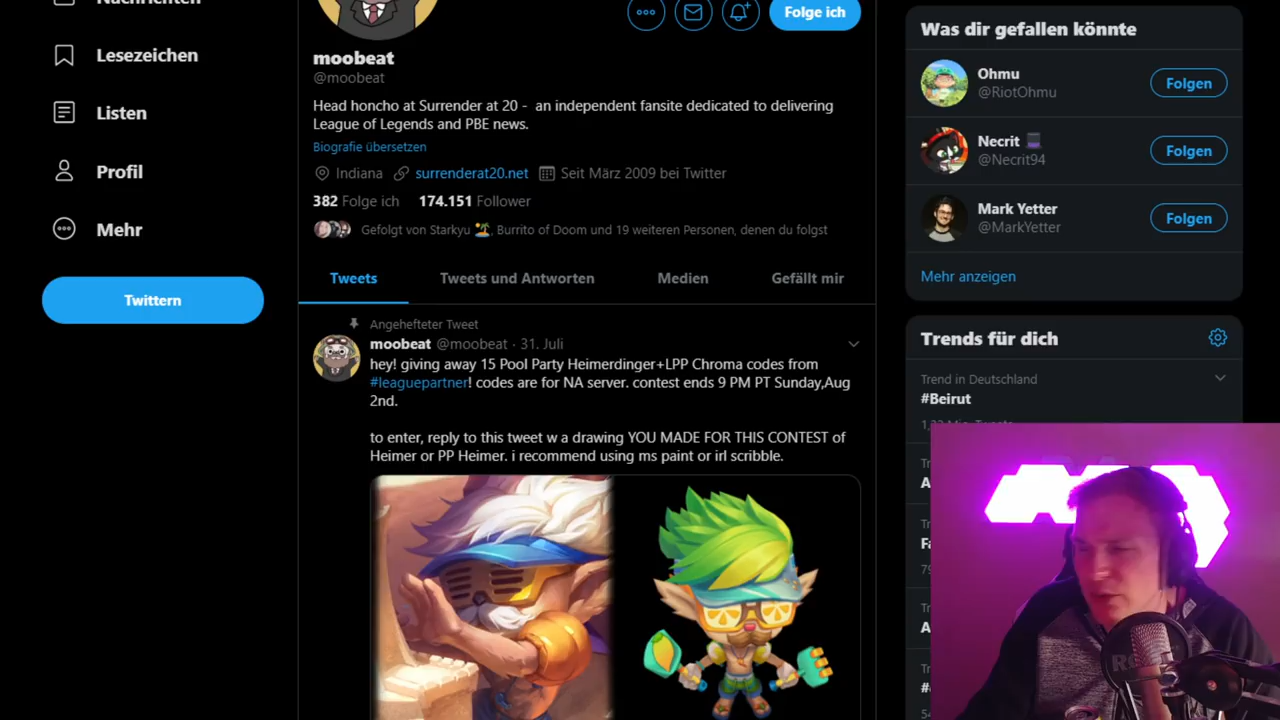 Nachrichten
Lesezeichen
Listen
Profil
Mehr
Twittern
Folge ich
moobeat
@moobeat
Head honcho at Surrender at 20 - an independent fansite dedicated to delivering
League of Legends and PBE news.
Biografie übersetzen
Indiana surrenderat20.net Seit März 2009 bei Twitter
382 Folge ich 174.151 Follower
Gefolgt von Starkyu 🏝️, Burrito of Doom und 19 weiteren Personen, denen du folgst
Tweets Tweets und Antworten Medien Gefällt mir
Angehefteter Tweet
moobeat @moobeat · 31. Juli
hey! giving away 15 Pool Party Heimerdinger+LPP Chroma codes from
#leaguepartner! codes are for NA server. contest ends 9 PM PT Sunday,Aug
2nd.
to enter, reply to this tweet w a drawing YOU MADE FOR THIS CONTEST of
Heimer or PP Heimer. i recommend using ms paint or irl scribble.
Was dir gefallen könnte
Ohmu
@RiotOhmu
Folgen
Necrit
@Necrit94
Folgen
Mark Yetter
@MarkYetter
Folgen
Mehr anzeigen
Trends für dich
Trend in Deutschland
#Beirut